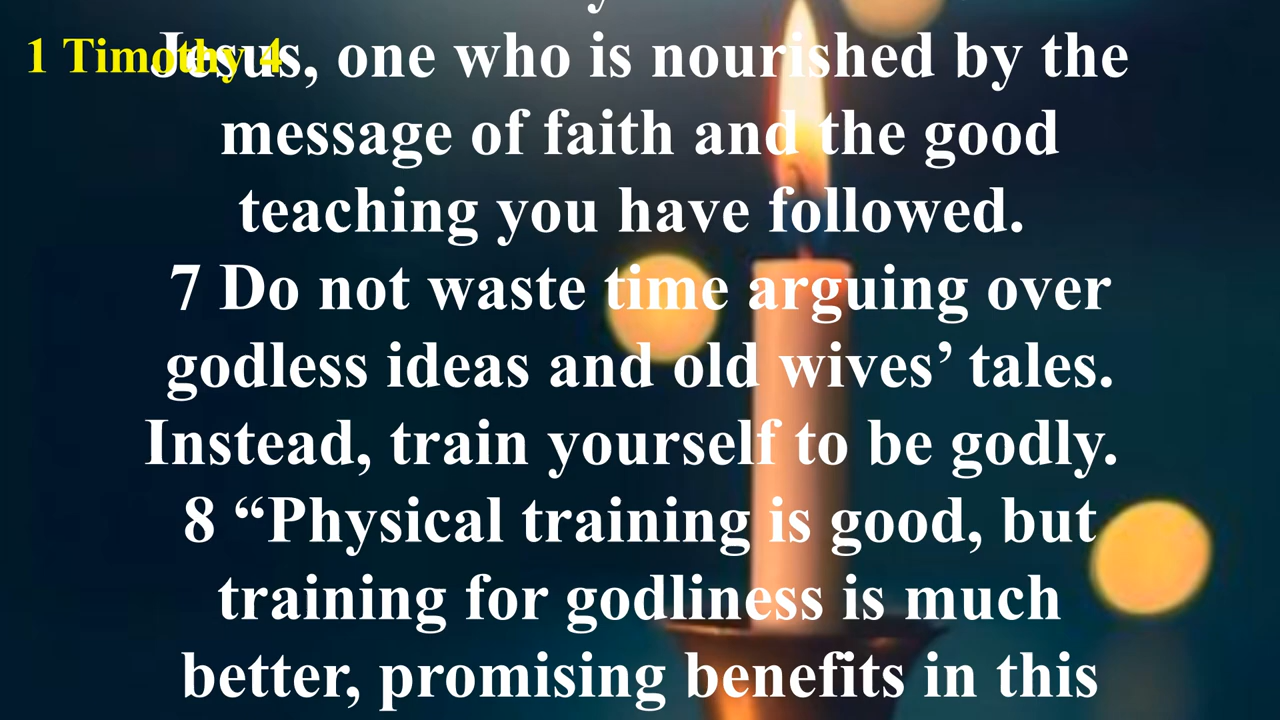 1 Timothy 4
Jesus, one who is nourished by the
message of faith and the good
teaching you have followed.
7 Do not waste time arguing over
godless ideas and old wives’ tales.
Instead, train yourself to be godly.
8 “Physical training is good, but
training for godliness is much
better, promising benefits in this